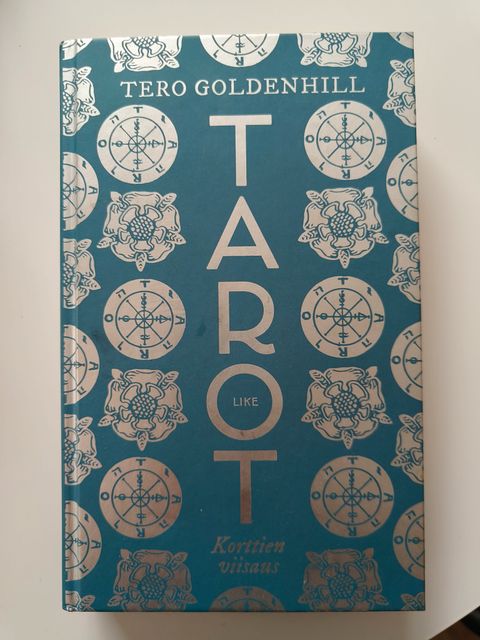 TERO GOLDENHILL
TAROT
LIKE
Korttien
viisaus